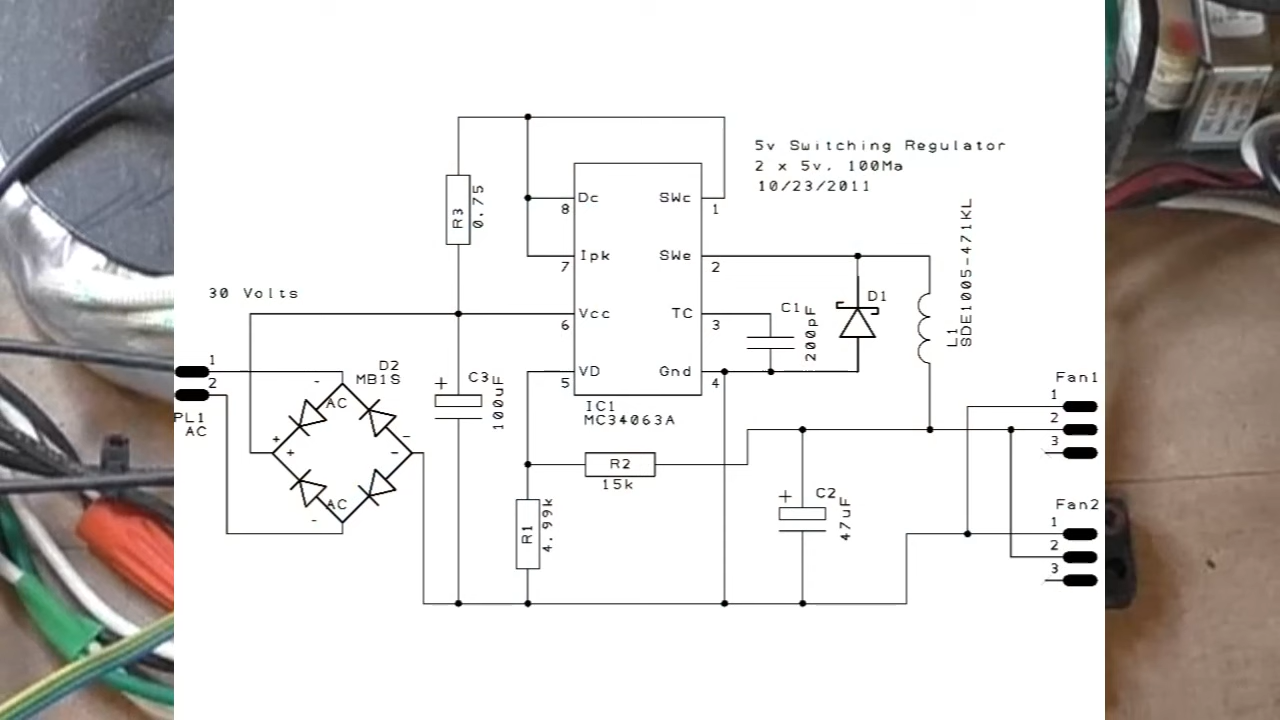 5v Switching Regulator
2 x 5v, 100Ma
10/23/2011
R3
0.75
8
Dc
SWc
1
7
Ipk
SWe
2
6
Vcc
TC
3
5
VD
Gnd
4
IC1
MC34063A
30 Volts
1
2
PL1
AC
D2
MB1S
-
AC
+
+
-
-
AC
-
+
C3
100uF
C1
200pF
D1
L1
SDE1005-471KL
R2
15k
R1
4.99k
+
C2
47uF
Fan1
1
2
3
Fan2
1
2
3